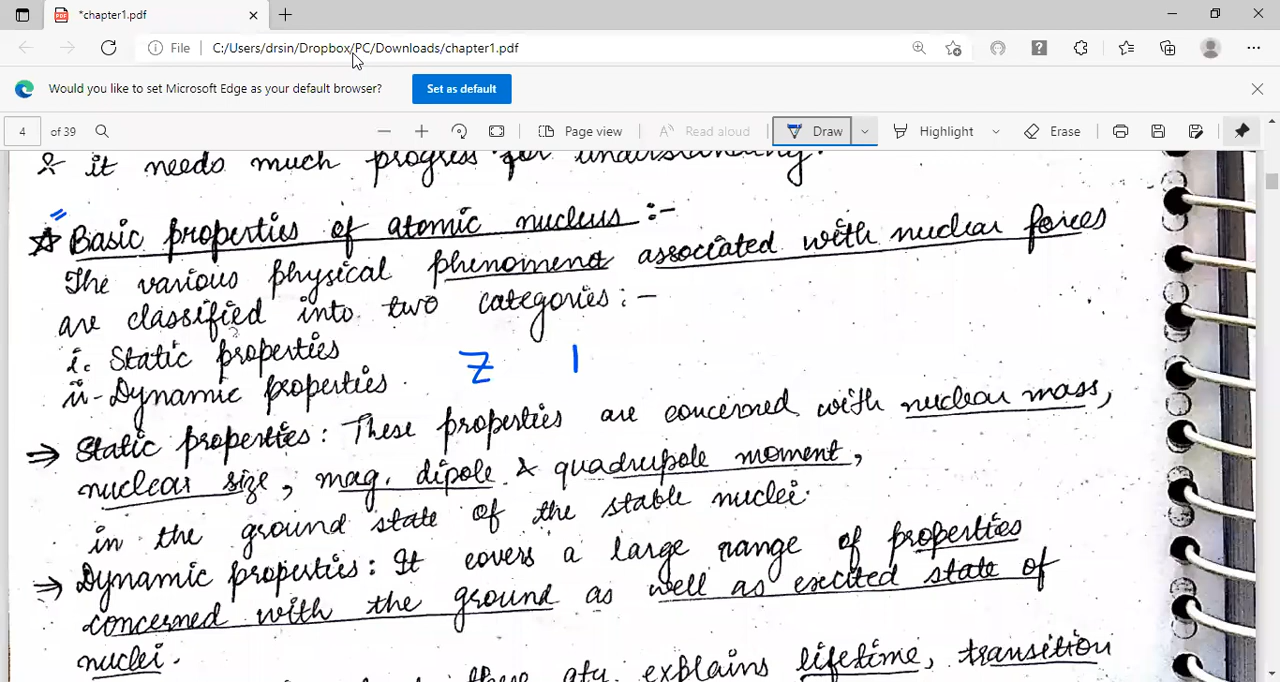 *chapter1.pdf
File C:/Users/drsin/Dropbox/PC/Downloads/chapter1.pdf
Would you like to set Microsoft Edge as your default browser? Set as default
4 of 39 Page view Read aloud Draw Highlight Erase
& it needs much progress for understanding.
Basic properties of atomic nucleus :-
The various physical phenomena associated with nuclear forces
are classified into two categories :-
i. Static properties
ii- Dynamic properties.
Z I
⇒ Static properties: These properties are concerned with nuclear mass,
nuclear size, mag. dipole & quadrupole moment,
in the ground state of the stable nuclei.
⇒ Dynamic properties: It covers a large range of properties
concerned with the ground as well as excited state of
nuclei.
these qty. explains lifetime, transition